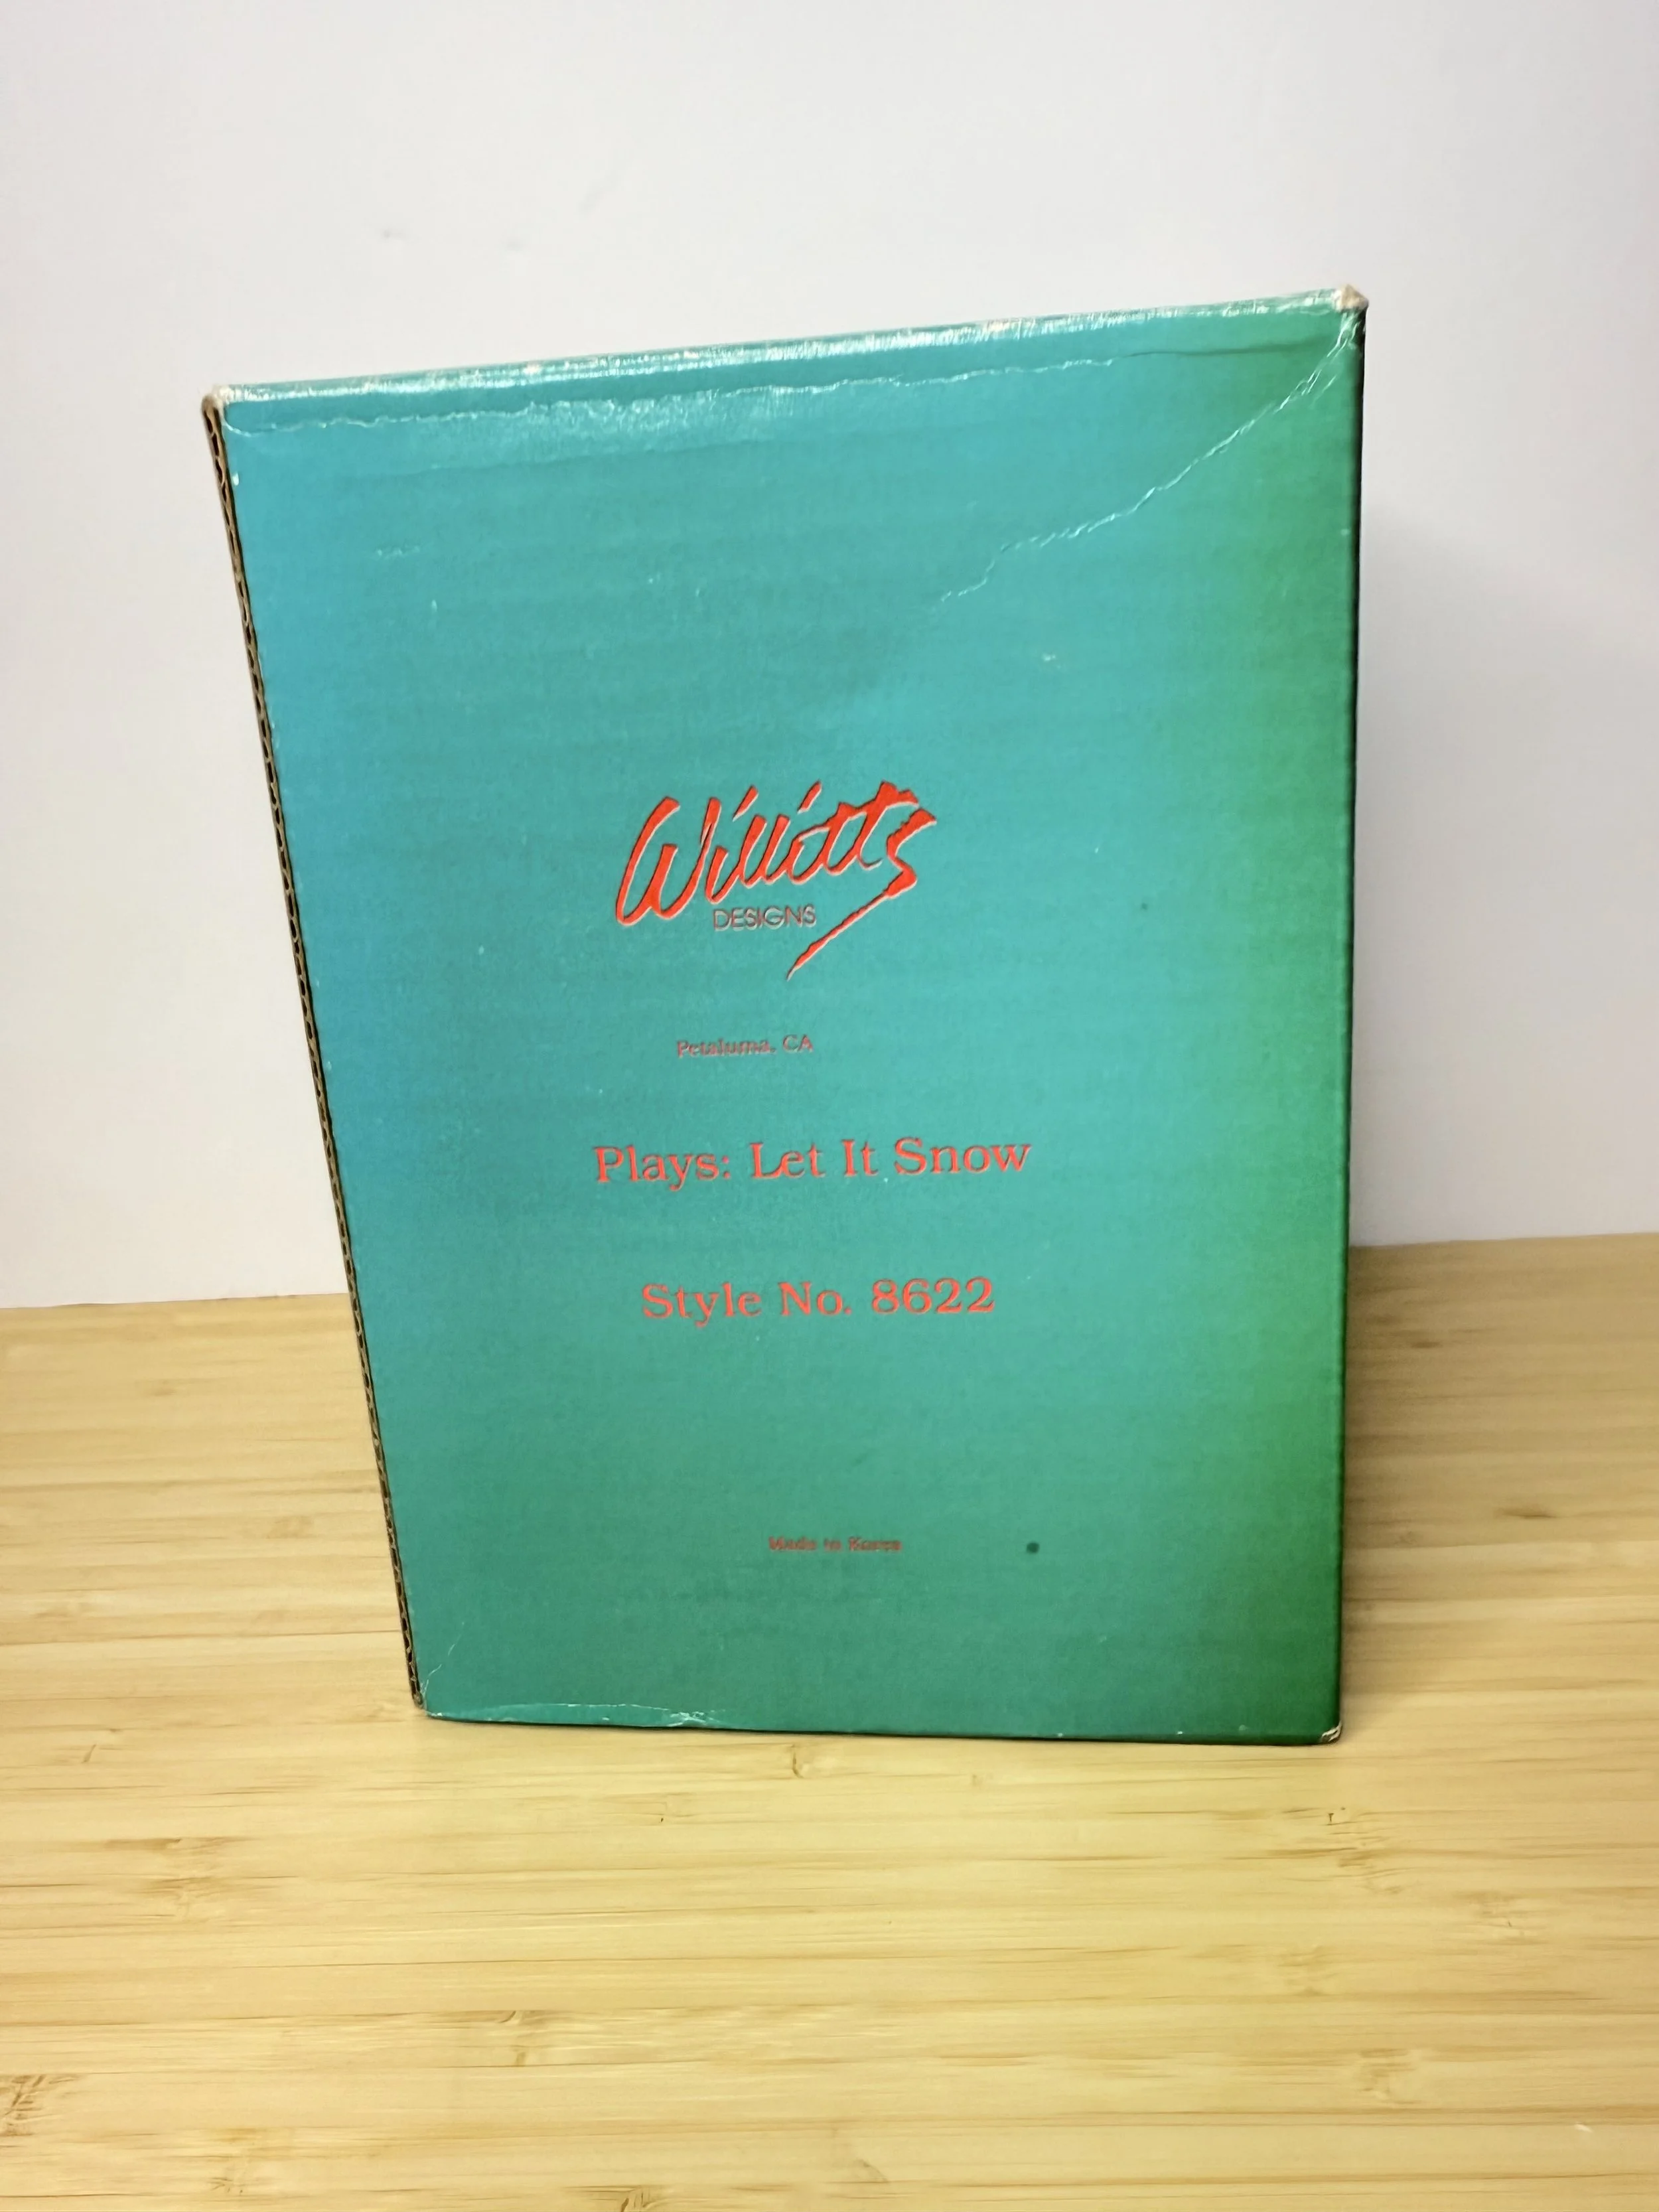 Willitts
DESIGNS
Petaluma, CA
Plays: Let It Snow
Style No. 8622
Made in Korea